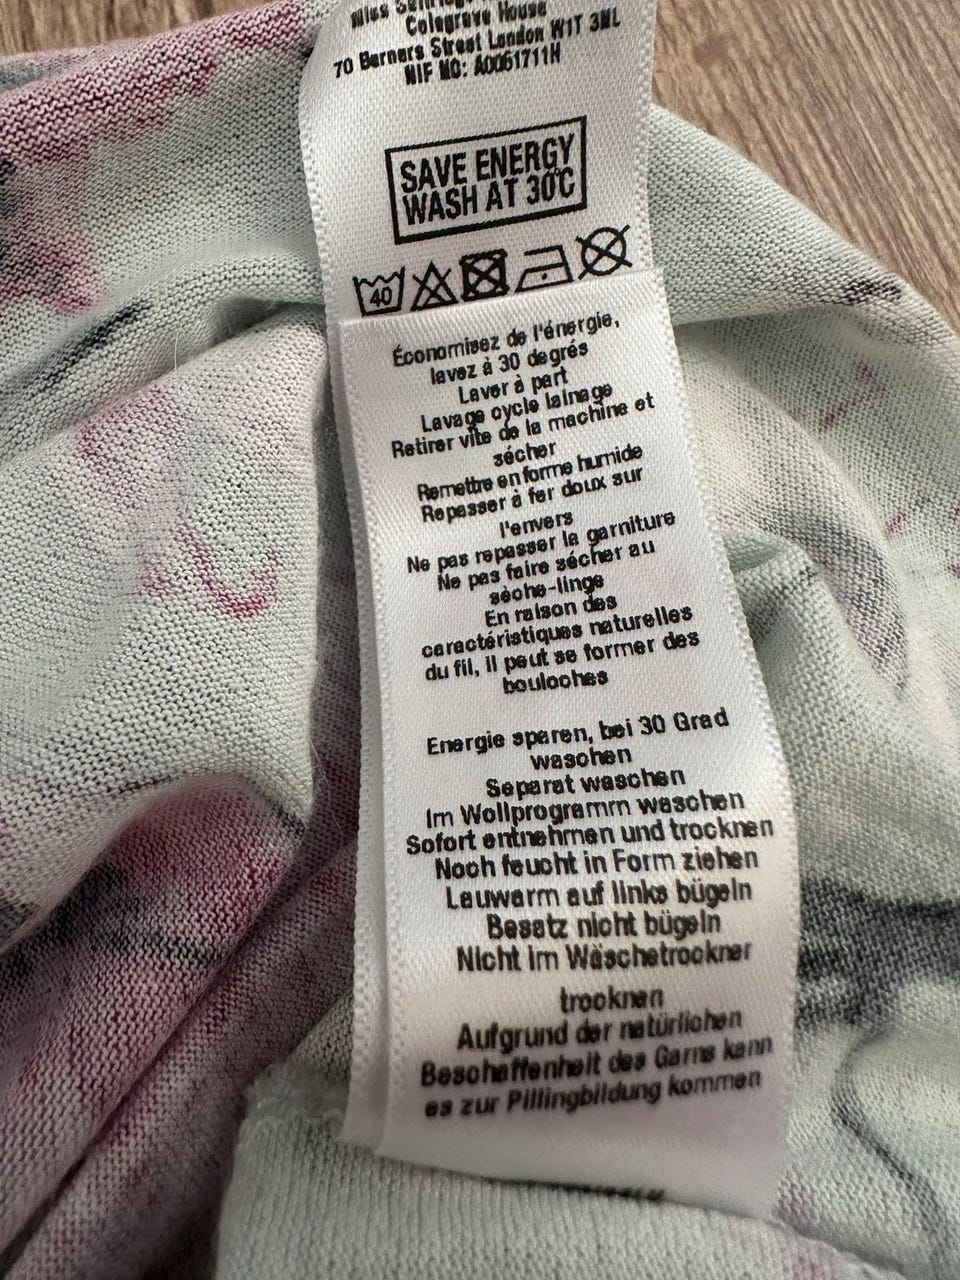 Miss Selfridge
Colegrave House
70 Berners Street London W1T 3NL
NIF NO: A0061711H
SAVE ENERGY
WASH AT 30°C
40
Économisez de l'énergie,
lavez à 30 degrés
Laver à part
Lavage cycle lainage
Retirer vite de la machine et
sécher
Remettre en forme humide
Repasser à fer doux sur
l'envers
Ne pas repasser la garniture
Ne pas faire sécher au
sèche-linge
En raison des
caractéristiques naturelles
du fil, il peut se former des
bouloches
Energie sparen, bei 30 Grad
waschen
Separat waschen
Im Wollprogramm waschen
Sofort entnehmen und trocknen
Noch feucht in Form ziehen
Lauwarm auf links bügeln
Besatz nicht bügeln
Nicht im Wäschetrockner
trocknen
Aufgrund der natürlichen
Beschaffenheit des Garns kann
es zur Pillingbildung kommen